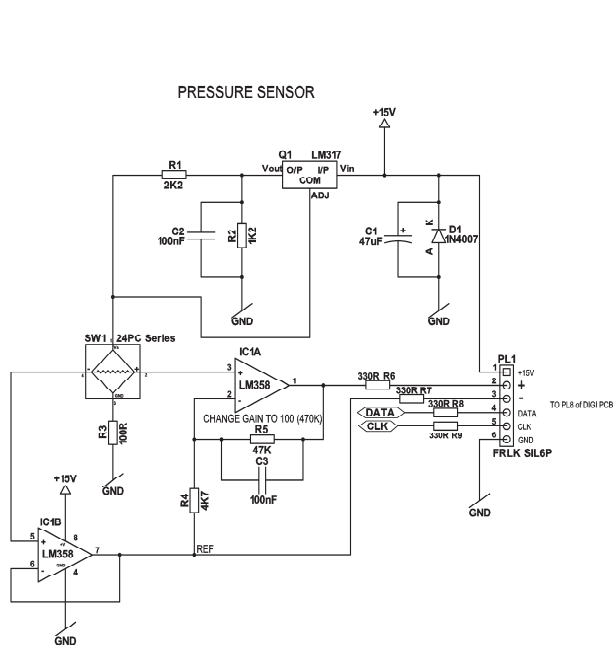 PRESSURE SENSOR
+15V
Q1 LM317
R1
Vout O/P I/P Vin
COM
2K2
ADJ
C2
100nF
R2
1K2
C1
47uF
+
K
D1
1N4007
A
GND
GND
SW1 24PC Series
IC1A
PL1
3
+
1
LM358
2
-
330R R6
1 +15V
2 +
330R R7
3 -
TO PL8 of DIGI PCB
CHANGE GAIN TO 100 (470K)
DATA
330R R8
4 DATA
R3
100R
R5
47K
CLK
330R R9
5 CLK
6 GND
FRLK SIL6P
C3
100nF
+15V
GND
R4
4K7
GND
IC1B
8
5
+
LM358
7
REF
6
-
4
GND